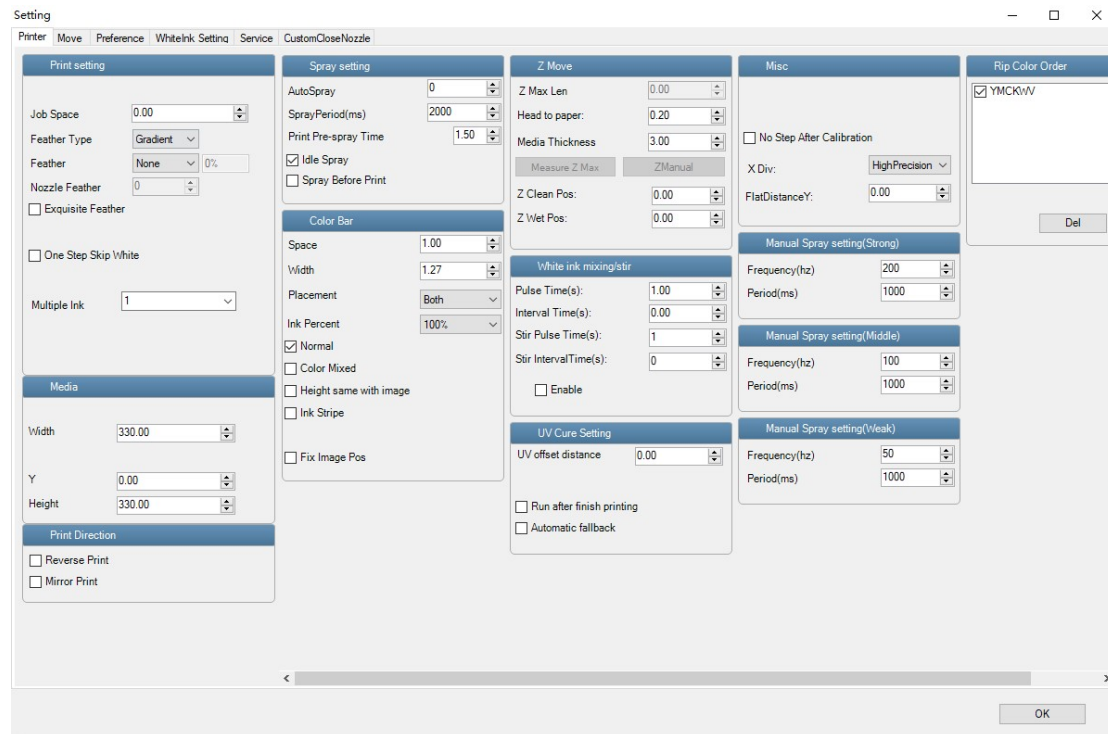 Setting
Printer Move Preference WhiteInk Setting Service CustomCloseNozzle
Print setting
Job Space 0.00
Feather Type Gradient
Feather None 0%
Nozzle Feather 0
Exquisite Feather
One Step Skip White
Multiple Ink 1
Media
Width 330.00
Y 0.00
Height 330.00
Print Direction
Reverse Print
Mirror Print
Spray setting
AutoSpray 0
SprayPeriod(ms) 2000
Print Pre-spray Time 1.50
Idle Spray
Spray Before Print
Color Bar
Space 1.00
Width 1.27
Placement Both
Ink Percent 100%
Normal
Color Mixed
Height same with image
Ink Stripe
Fix Image Pos
Z Move
Z Max Len 0.00
Head to paper: 0.20
Media Thickness 3.00
Measure Z Max ZManual
Z Clean Pos: 0.00
Z Wet Pos: 0.00
White ink mixing/stir
Pulse Time(s): 1.00
Interval Time(s): 0.00
Stir Pulse Time(s): 1
Stir IntervalTime(s): 0
Enable
UV Cure Setting
UV offset distance 0.00
Run after finish printing
Automatic fallback
Misc
No Step After Calibration
X Div: HighPrecision
FlatDistanceY: 0.00
Manual Spray setting(Strong)
Frequency(hz) 200
Period(ms) 1000
Manual Spray setting(Middle)
Frequency(hz) 100
Period(ms) 1000
Manual Spray setting(Weak)
Frequency(hz) 50
Period(ms) 1000
Rip Color Order
YMCKWV
Del
OK